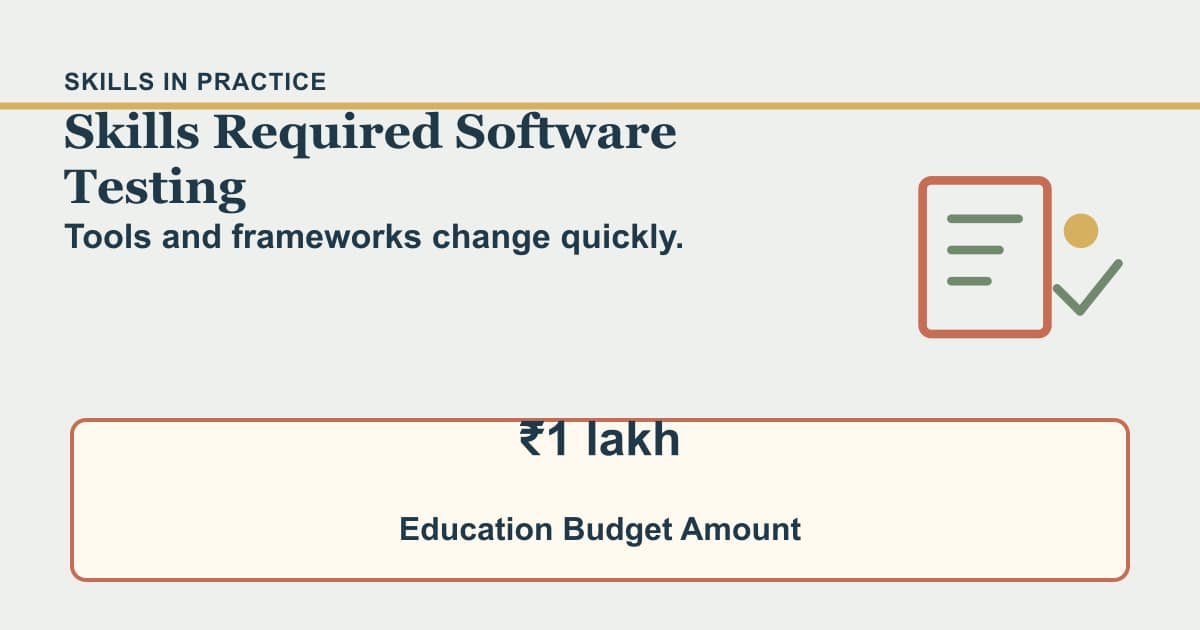 SKILLS IN PRACTICE
Skills Required Software
Testing
Tools and frameworks change quickly.
₹1 lakh
Education Budget Amount